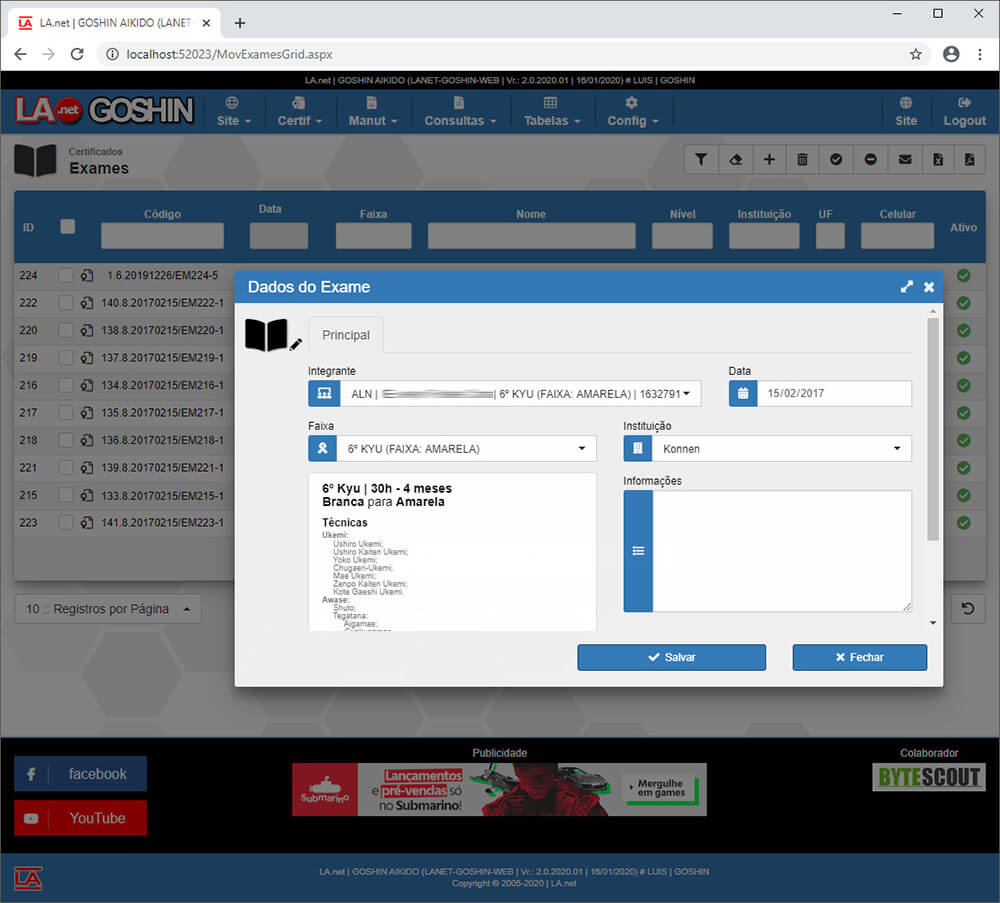 LA.net | GOSHIN AIKIDO (LANET-
localhost:52023/MovExamesGrid.aspx
LA.net | GOSHIN AIKIDO (LANET-GOSHIN-WEB | Vr.: 2.0.2020.01 | 16/01/2020) # LUIS | GOSHIN
LA.net GOSHIN
Site Certif Manut Consultas Tabelas Config Site Logout
Certificados
Exames
ID Código Data Faixa Nome Nível Instituição UF Celular Ativo
224 1.6.20191226/EM224-5
222 140.8.20170215/EM222-1
220 138.8.20170215/EM220-1
219 137.8.20170215/EM219-1
216 134.8.20170215/EM216-1
217 135.8.20170215/EM217-1
218 136.8.20170215/EM218-1
221 139.8.20170215/EM221-1
215 133.8.20170215/EM215-1
223 141.8.20170215/EM223-1
10 :: Registros por Página
Dados do Exame
Principal
Integrante Data
ALN | | 6º KYU (FAIXA: AMARELA) | 1632791 15/02/2017
Faixa Instituição
6º KYU (FAIXA: AMARELA) Konnen
Informações
6º Kyu | 30h - 4 meses
Branca para Amarela
Técnicas
Ukemi:
Ushiro Ukemi;
Ushiro Kaiten Ukemi;
Yoko Ukemi;
Chugaeri-Ukemi;
Mae Ukemi;
Zenpo Kaiten Ukemi;
Kote Gaeshi Ukemi.
Awase:
Shuto;
Tegatana:
Aigamae;
Salvar Fechar
Publicidade Colaborador
facebook
YouTube
Submarino
Lançamentos
e pré-vendas só
no Submarino!
Mergulhe
em games
BYTESCOUT
LA
LA.net | GOSHIN AIKIDO (LANET-GOSHIN-WEB | Vr.: 2.0.2020.01 | 16/01/2020) # LUIS | GOSHIN
Copyright © 2005-2020 | LA.net